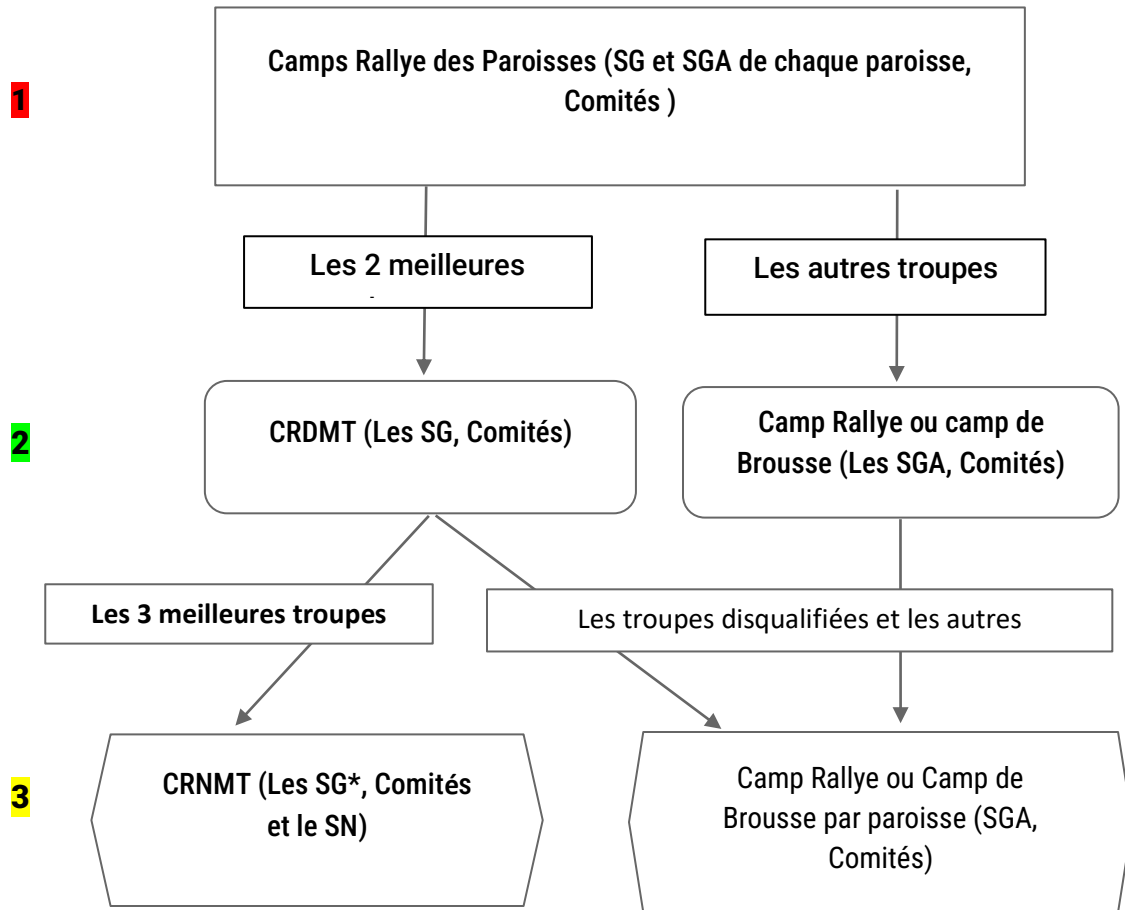 1
Camps Rallye des Paroisses (SG et SGA de chaque paroisse,
Comités )
Les 2 meilleures
Les autres troupes
2
CRDMT (Les SG, Comités)
Camp Rallye ou camp de
Brousse (Les SGA, Comités)
Les 3 meilleures troupes
Les troupes disqualifiées et les autres
3
CRNMT (Les SG*, Comités
et le SN)
Camp Rallye ou Camp de
Brousse par paroisse (SGA,
Comités)